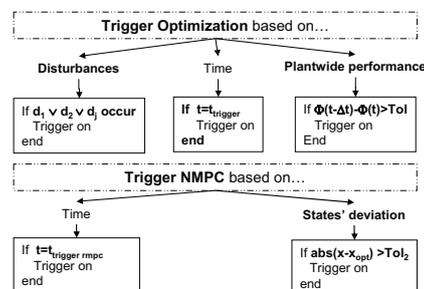 Trigger Optimization based on…
Disturbances
Time
Plantwide performance
If d1 ∨ d2 ∨ dj occur
Trigger on
end
If t=ttrigger
Trigger on
end
If Φ(t-Δt)-Φ(t)>Tol
Trigger on
End
Trigger NMPC based on…
Time
States' deviation
If t=ttrigger rmpc
Trigger on
end
If abs(x-xopt) >Tol2
Trigger on
end